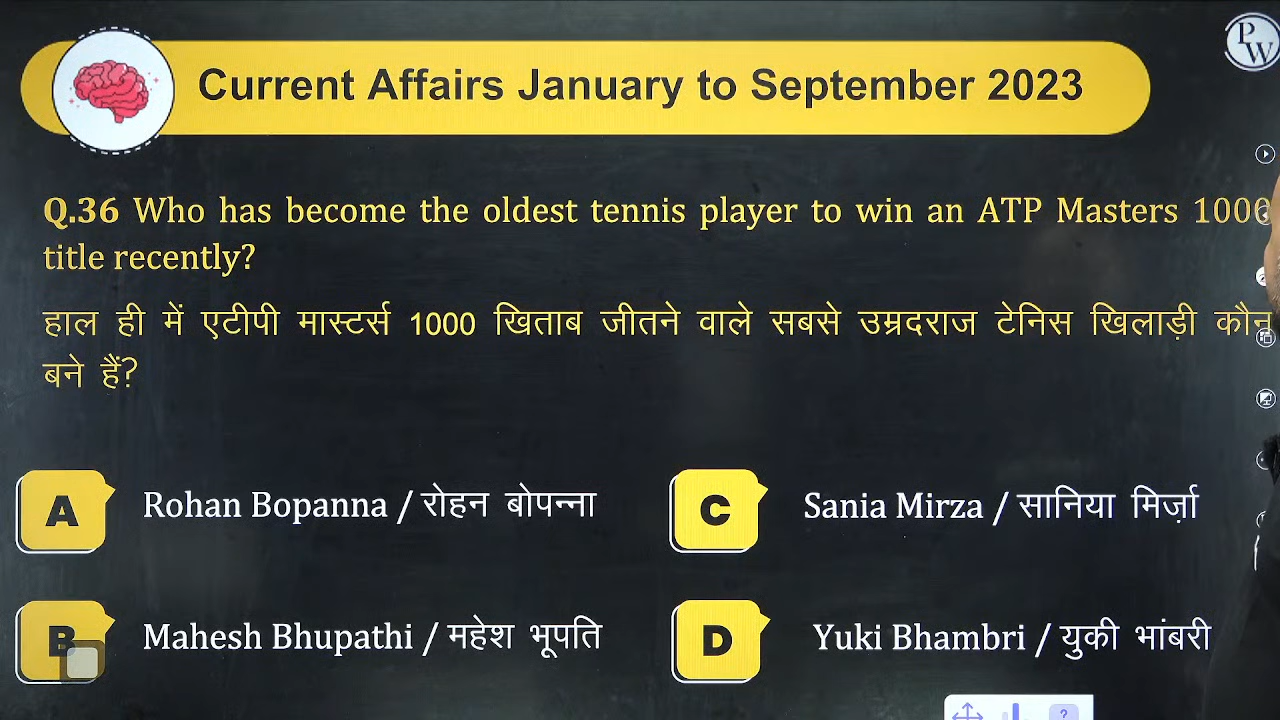 Current Affairs January to September 2023
PW
Q.36 Who has become the oldest tennis player to win an ATP Masters 1000
title recently?
हाल ही में एटीपी मास्टर्स 1000 खिताब जीतने वाले सबसे उम्रदराज टेनिस खिलाड़ी कौन
बने हैं?
A Rohan Bopanna / रोहन बोपन्ना
C Sania Mirza / सानिया मिर्ज़ा
B Mahesh Bhupathi / महेश भूपति
D Yuki Bhambri / युकी भांबरी
?